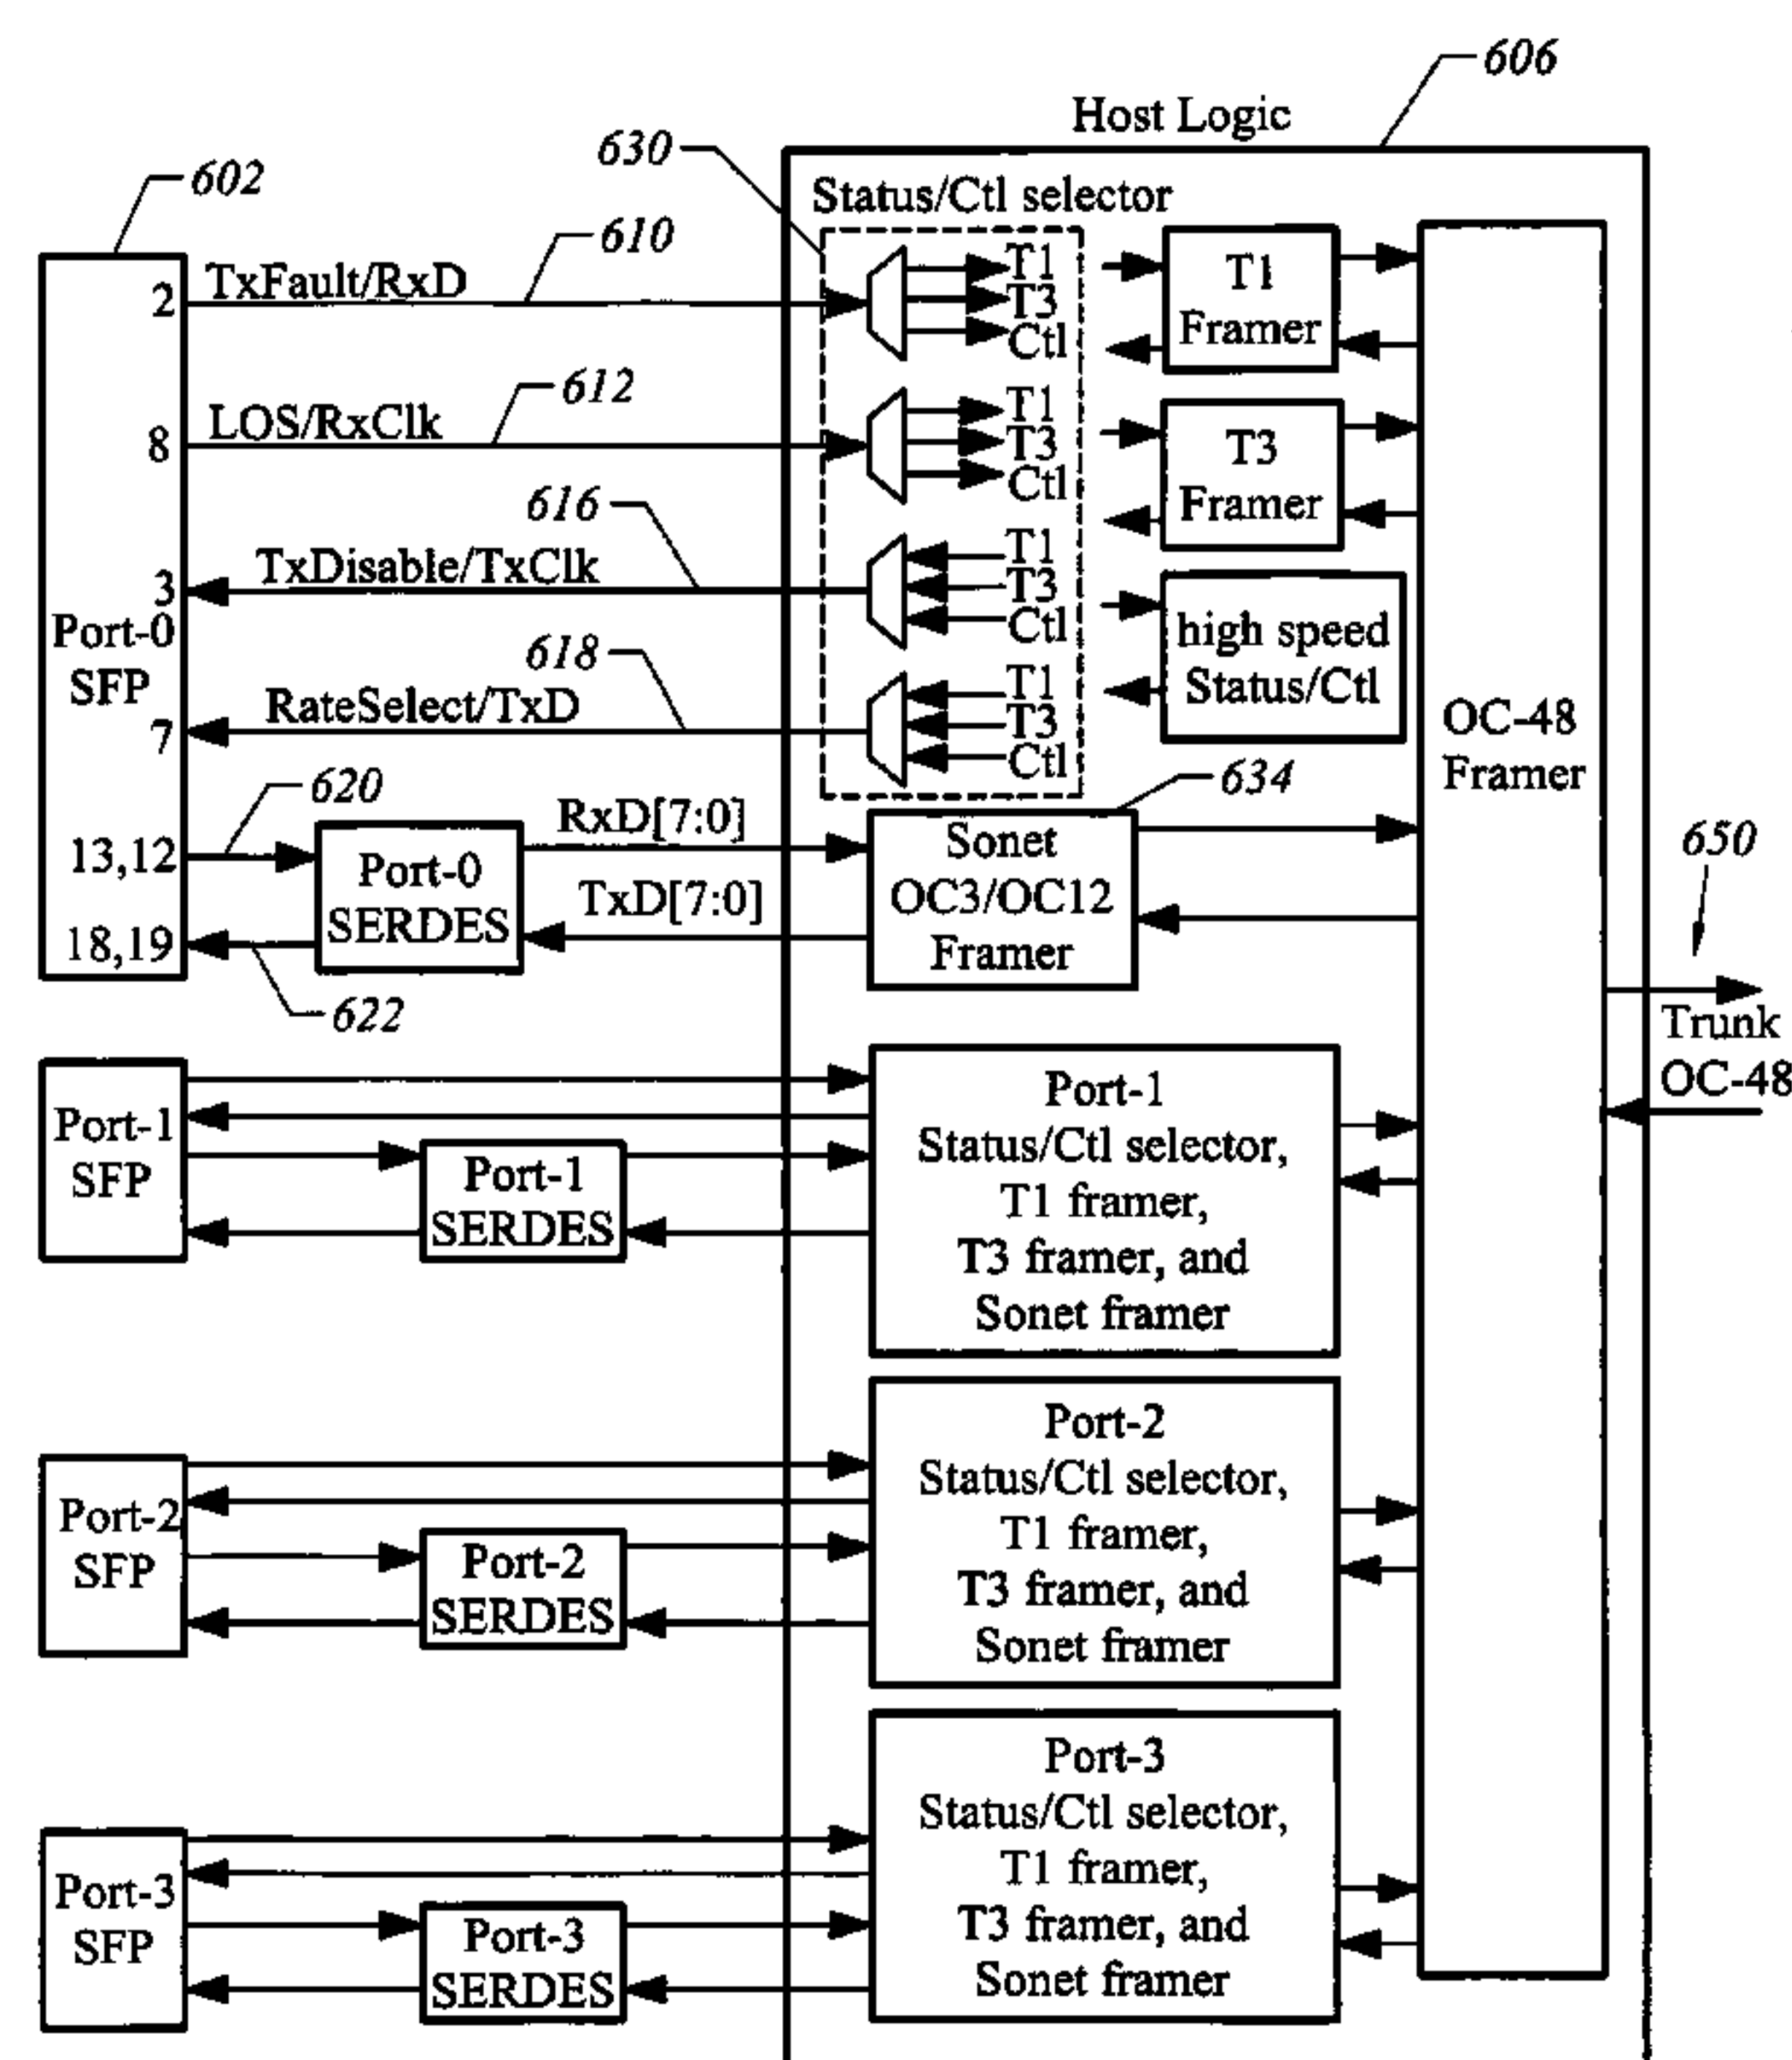 606
Host Logic
630
602
Status/Ctl selector
610
TxFault/RxD
2
T1
T3
Ctl
T1
Framer
612
LOS/RxClk
8
T1
T3
Ctl
T3
Framer
616
TxDisable/TxClk
3
T1
T3
Ctl
high speed
Status/Ctl
Port-0
SFP
618
RateSelect/TxD
7
T1
T3
Ctl
OC-48
Framer
634
620
13,12
Port-0
SERDES
RxD[7:0]
TxD[7:0]
Sonet
OC3/OC12
Framer
18,19
622
650
Trunk
OC-48
Port-1
SFP
Port-1
SERDES
Port-1
Status/Ctl selector,
T1 framer,
T3 framer, and
Sonet framer
Port-2
SFP
Port-2
SERDES
Port-2
Status/Ctl selector,
T1 framer,
T3 framer, and
Sonet framer
Port-3
SFP
Port-3
SERDES
Port-3
Status/Ctl selector,
T1 framer,
T3 framer, and
Sonet framer